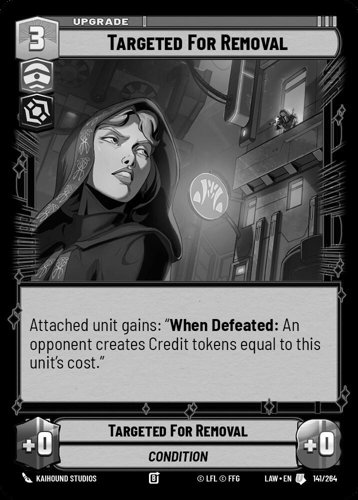 UPGRADE
3
TARGETED FOR REMOVAL
Attached unit gains: “When Defeated: An
opponent creates Credit tokens equal to this
unit’s cost.”
+0
TARGETED FOR REMOVAL
+0
CONDITION
KAIHOUND STUDIOS
© LFL © FFG
LAW • EN
141/264